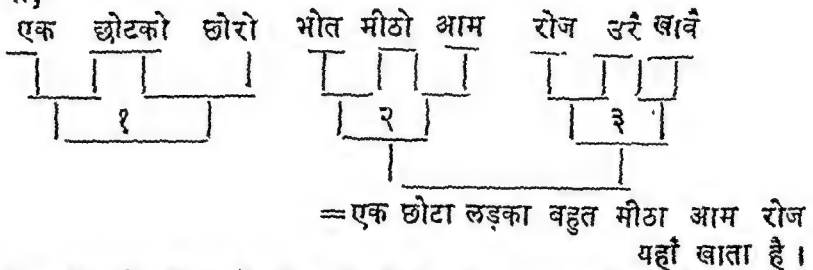 एक छोटको छोरो भोत मीठो आम रोज उरै खावै
१ २ ३
=एक छोटा लड़का बहुत मीठा आम रोज
यहाँ खाता है।